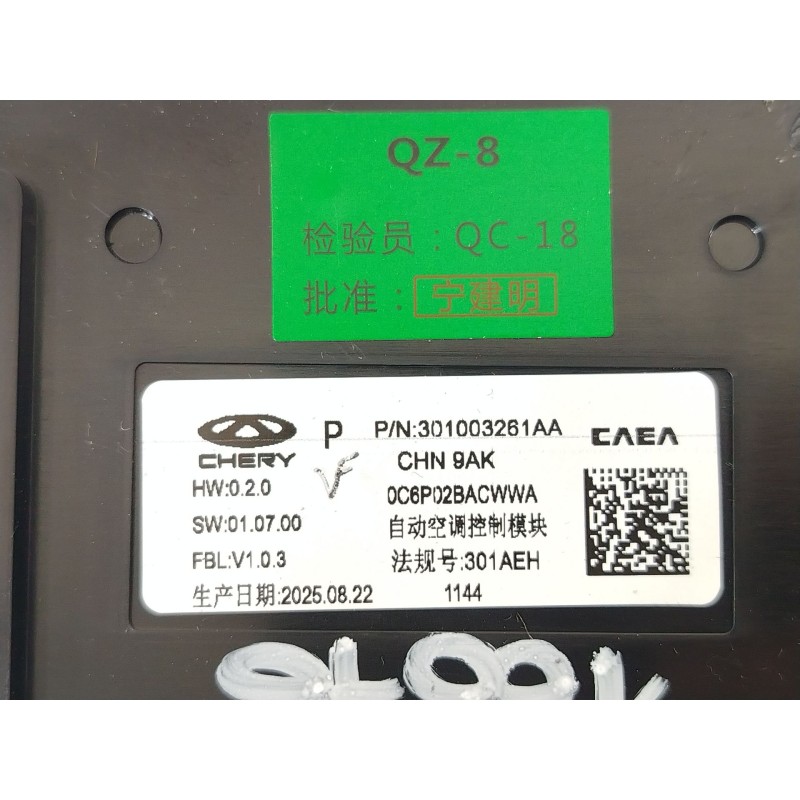 QZ-8
检验员：QC-18
批准：宁建明
CHERY P P/N:301003261AA CAEA
CHN 9AK
HW:0.2.0 VF 0C6P02BACWWA
SW:01.07.00 自动空调控制模块
FBL:V1.0.3 法规号:301AEH
生产日期:2025.08.22 1144